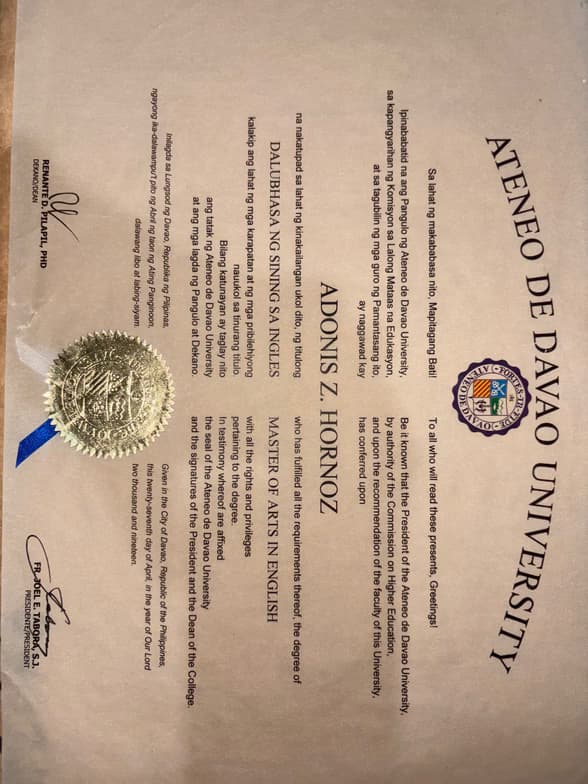 ATENEO DE DAVAO UNIVERSITY
Sa lahat ng makababasa nito, Mapitagang Bati!
Ipinababatid na ang Pangulo ng Ateneo de Davao University,
sa kapangyarihan ng Komisyon sa Lalong Mataas na Edukasyon,
at sa tagubilin ng mga guro ng Pamantasang ito,
ay naggawad kay
To all who will read these presents, Greetings!
Be it known that the President of the Ateneo de Davao University,
by authority of the Commission on Higher Education,
and upon the recommendation of the faculty of this University,
has conferred upon
ADONIS Z. HORNOZ
na nakatupad sa lahat ng kinakailangan ukol dito, ng titulong
DALUBHASA NG SINING SA INGLES
kalakip ang lahat ng mga karapatan at ng mga pribilehiyong
nauukol sa tinurang titulo.
Bilang katunayan ay taglay nito
ang tatak ng Ateneo de Davao University
at ang mga lagda ng Pangulo at Dekano.
who has fulfilled all the requirements thereof, the degree of
MASTER OF ARTS IN ENGLISH
with all the rights and privileges
pertaining to the degree.
In testimony whereof are affixed
the seal of the Ateneo de Davao University
and the signatures of the President and the Dean of the College.
Inilagda sa Lungsod ng Davao, Republika ng Pilipinas,
ngayong ika-dalawampu't pito ng Abril ng taon ng Ating Panginoon,
dalawang libo at labing-siyam.
Given in the City of Davao, Republic of the Philippines,
this twenty-seventh day of April, in the year of Our Lord
two thousand and nineteen.
RENANTE D. PILAPIL, PHD
DEKANO/DEAN
FR. JOEL E. TABORA, S.J.
PRESIDENTE/PRESIDENT